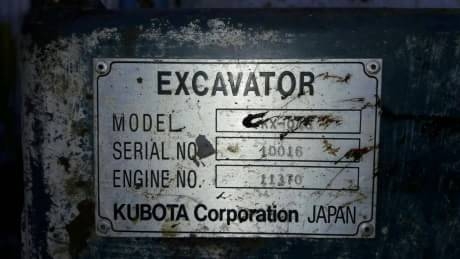 EXCAVATOR
MODEL
SERIAL NO. 10016
ENGINE NO. 11370
KUBOTA Corporation JAPAN